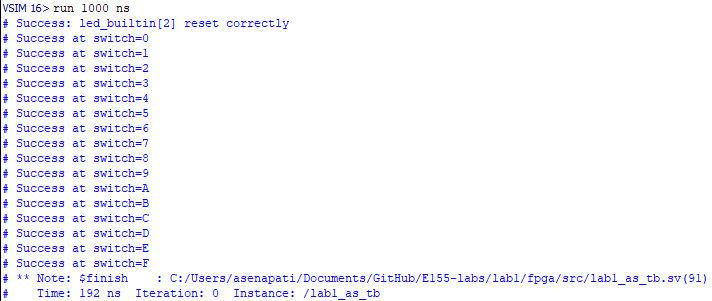 VSIM 16> run 1000 ns
# Success: led_builtin[2] reset correctly
# Success at switch=0
# Success at switch=1
# Success at switch=2
# Success at switch=3
# Success at switch=4
# Success at switch=5
# Success at switch=6
# Success at switch=7
# Success at switch=8
# Success at switch=9
# Success at switch=A
# Success at switch=B
# Success at switch=C
# Success at switch=D
# Success at switch=E
# Success at switch=F
# ** Note: $finish    : C:/Users/asenapati/Documents/GitHub/E155-labs/lab1/fpga/src/lab1_as_tb.sv(91)
#    Time: 192 ns  Iteration: 0  Instance: /lab1_as_tb